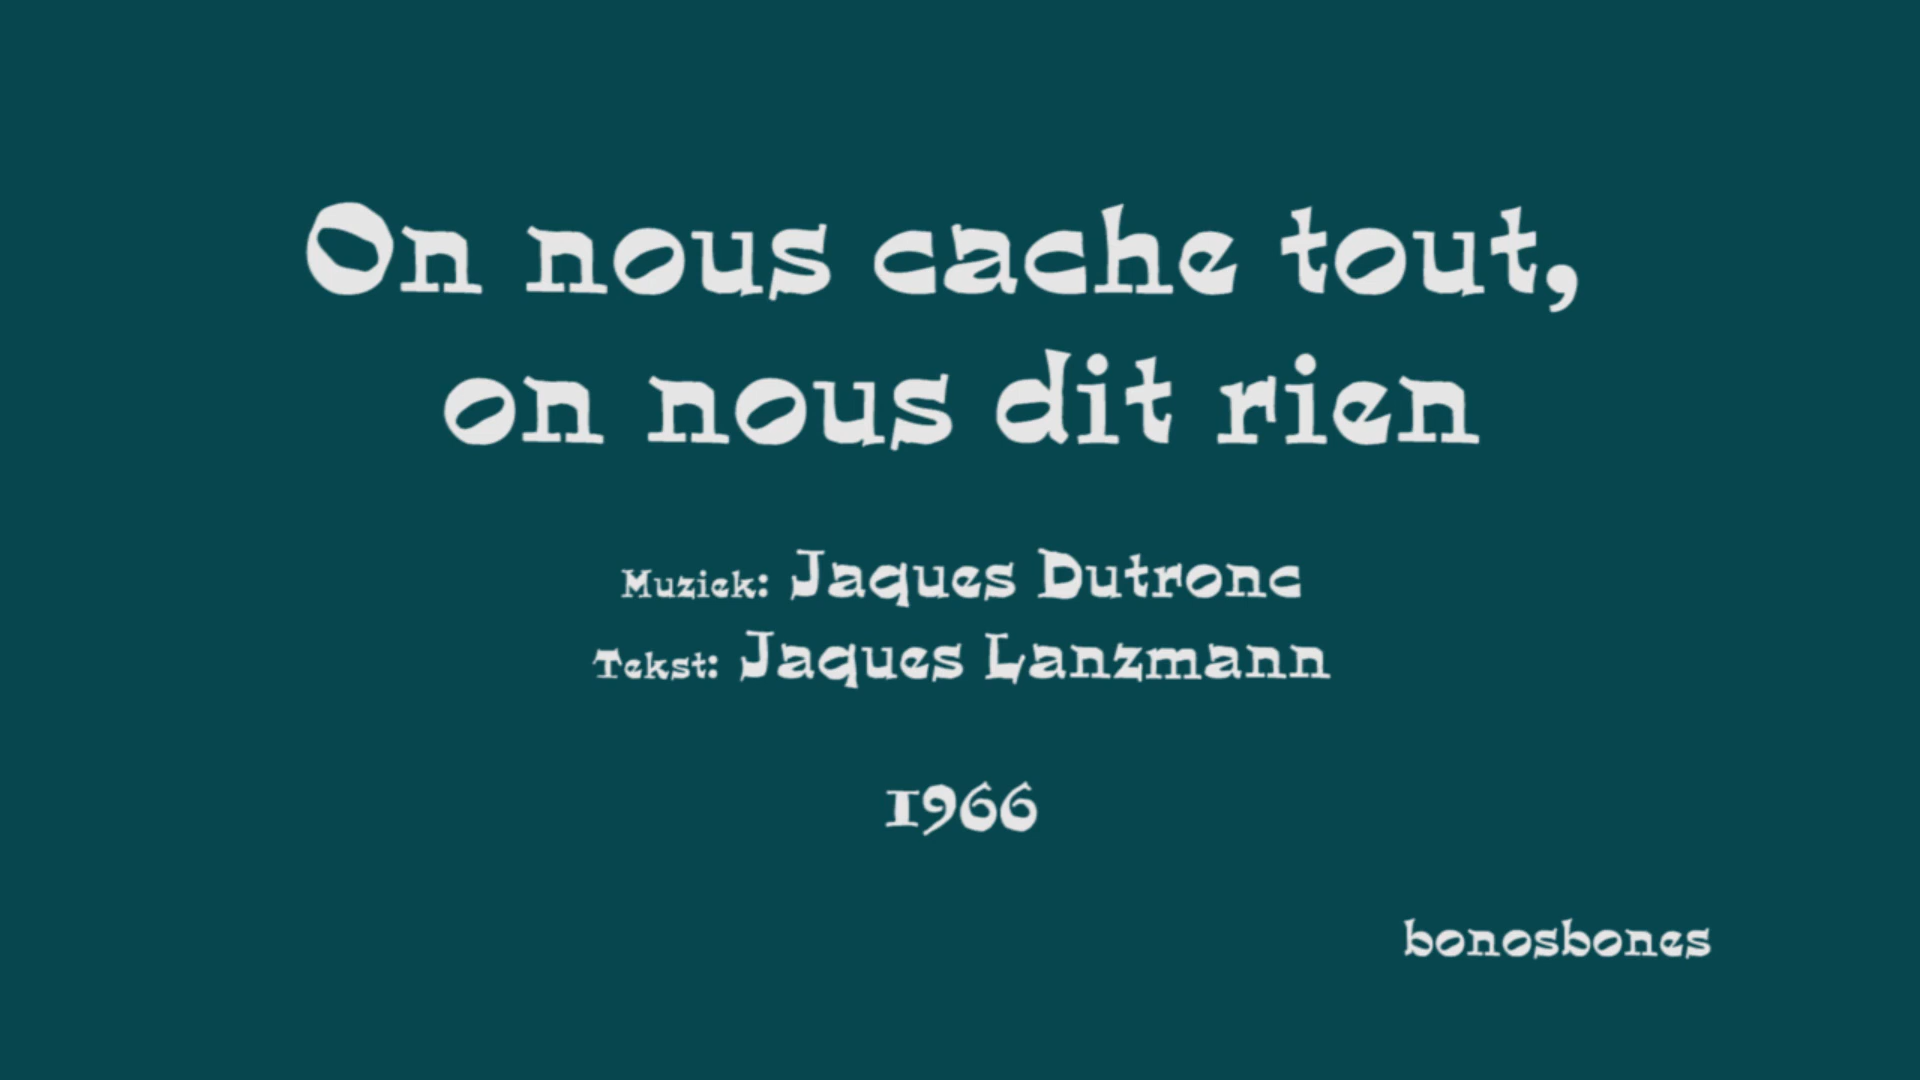 On nous cache tout,
on nous dit rien
Muziek: Jaques Dutronc
Tekst: Jaques Lanzmann
1966
bonosbones